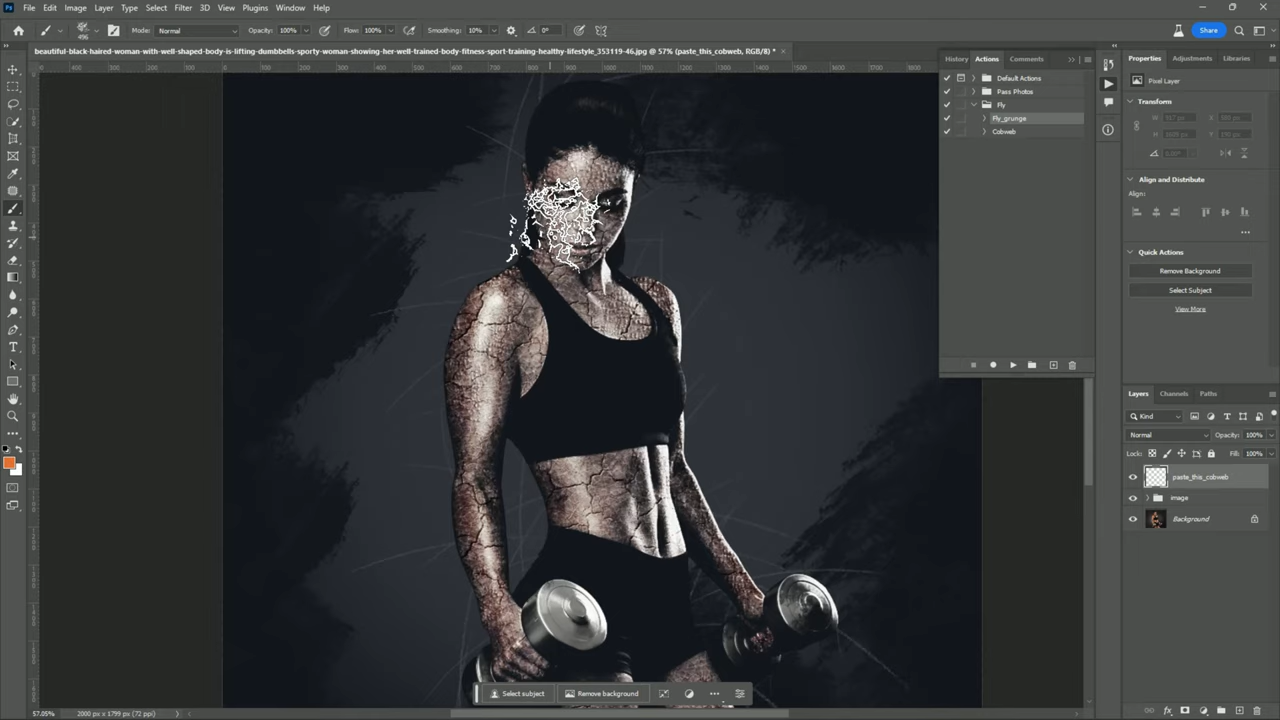 Ps File Edit Image Layer Type Select Filter 3D View Plugins Window Help
496 Mode: Normal Opacity: 100% Flow: 100% Smoothing: 10% 0° Share
beautiful-black-haired-woman-with-well-shaped-body-is-lifting-dumbbells-sporty-woman-showing-her-well-trained-body-fitness-sport-training-healthy-lifestyle_353119-46.jpg @ 57% (paste_this_cobweb, RGB/8) *
History Actions Comments
Default Actions
Pass Photos
Fly
Fly_grunge
Cobweb
Properties Adjustments Libraries
Pixel Layer
Transform
Align and Distribute
Align:
Quick Actions
Remove Background
Select Subject
View More
Layers Channels Paths
Kind
Normal Opacity: 100%
Lock: Fill: 100%
paste_this_cobweb
image
Background
Select subject Remove background
57.05% 2000 px x 1799 px (72 ppi)